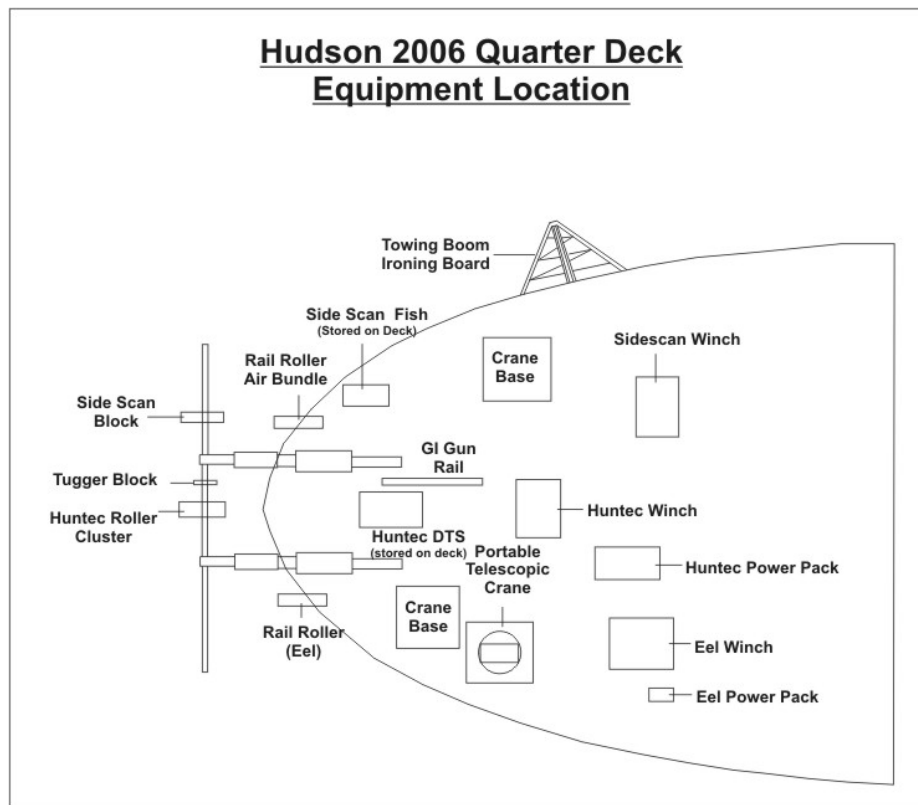 Hudson 2006 Quarter Deck
Equipment Location
Towing Boom
Ironing Board
Side Scan Fish
(Stored on Deck)
Rail Roller
Air Bundle
Crane
Base
Sidescan Winch
Side Scan
Block
GI Gun
Rail
Tugger Block
Huntec Roller
Cluster
Huntec DTS
(stored on deck)
Huntec Winch
Portable
Telescopic
Crane
Huntec Power Pack
Crane
Base
Rail Roller
(Eel)
Eel Winch
Eel Power Pack